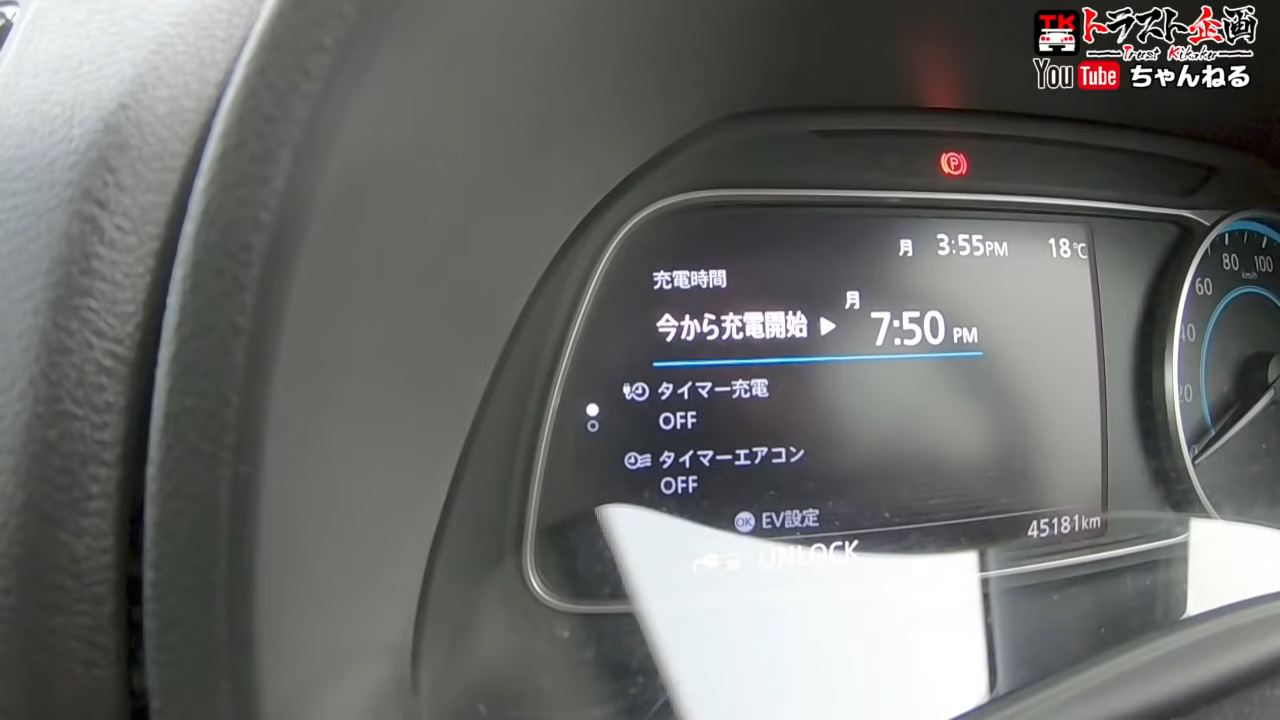 TK トラスト企画
Trust Kikaku
YouTube ちゃんねる
P
月 3:55PM 18℃
充電時間
今から充電開始 ▶ 月 7:50 PM
タイマー充電
OFF
タイマーエアコン
OFF
OK EV設定
45181km
UNLOCK
100
80
km/h
60
40
20
0